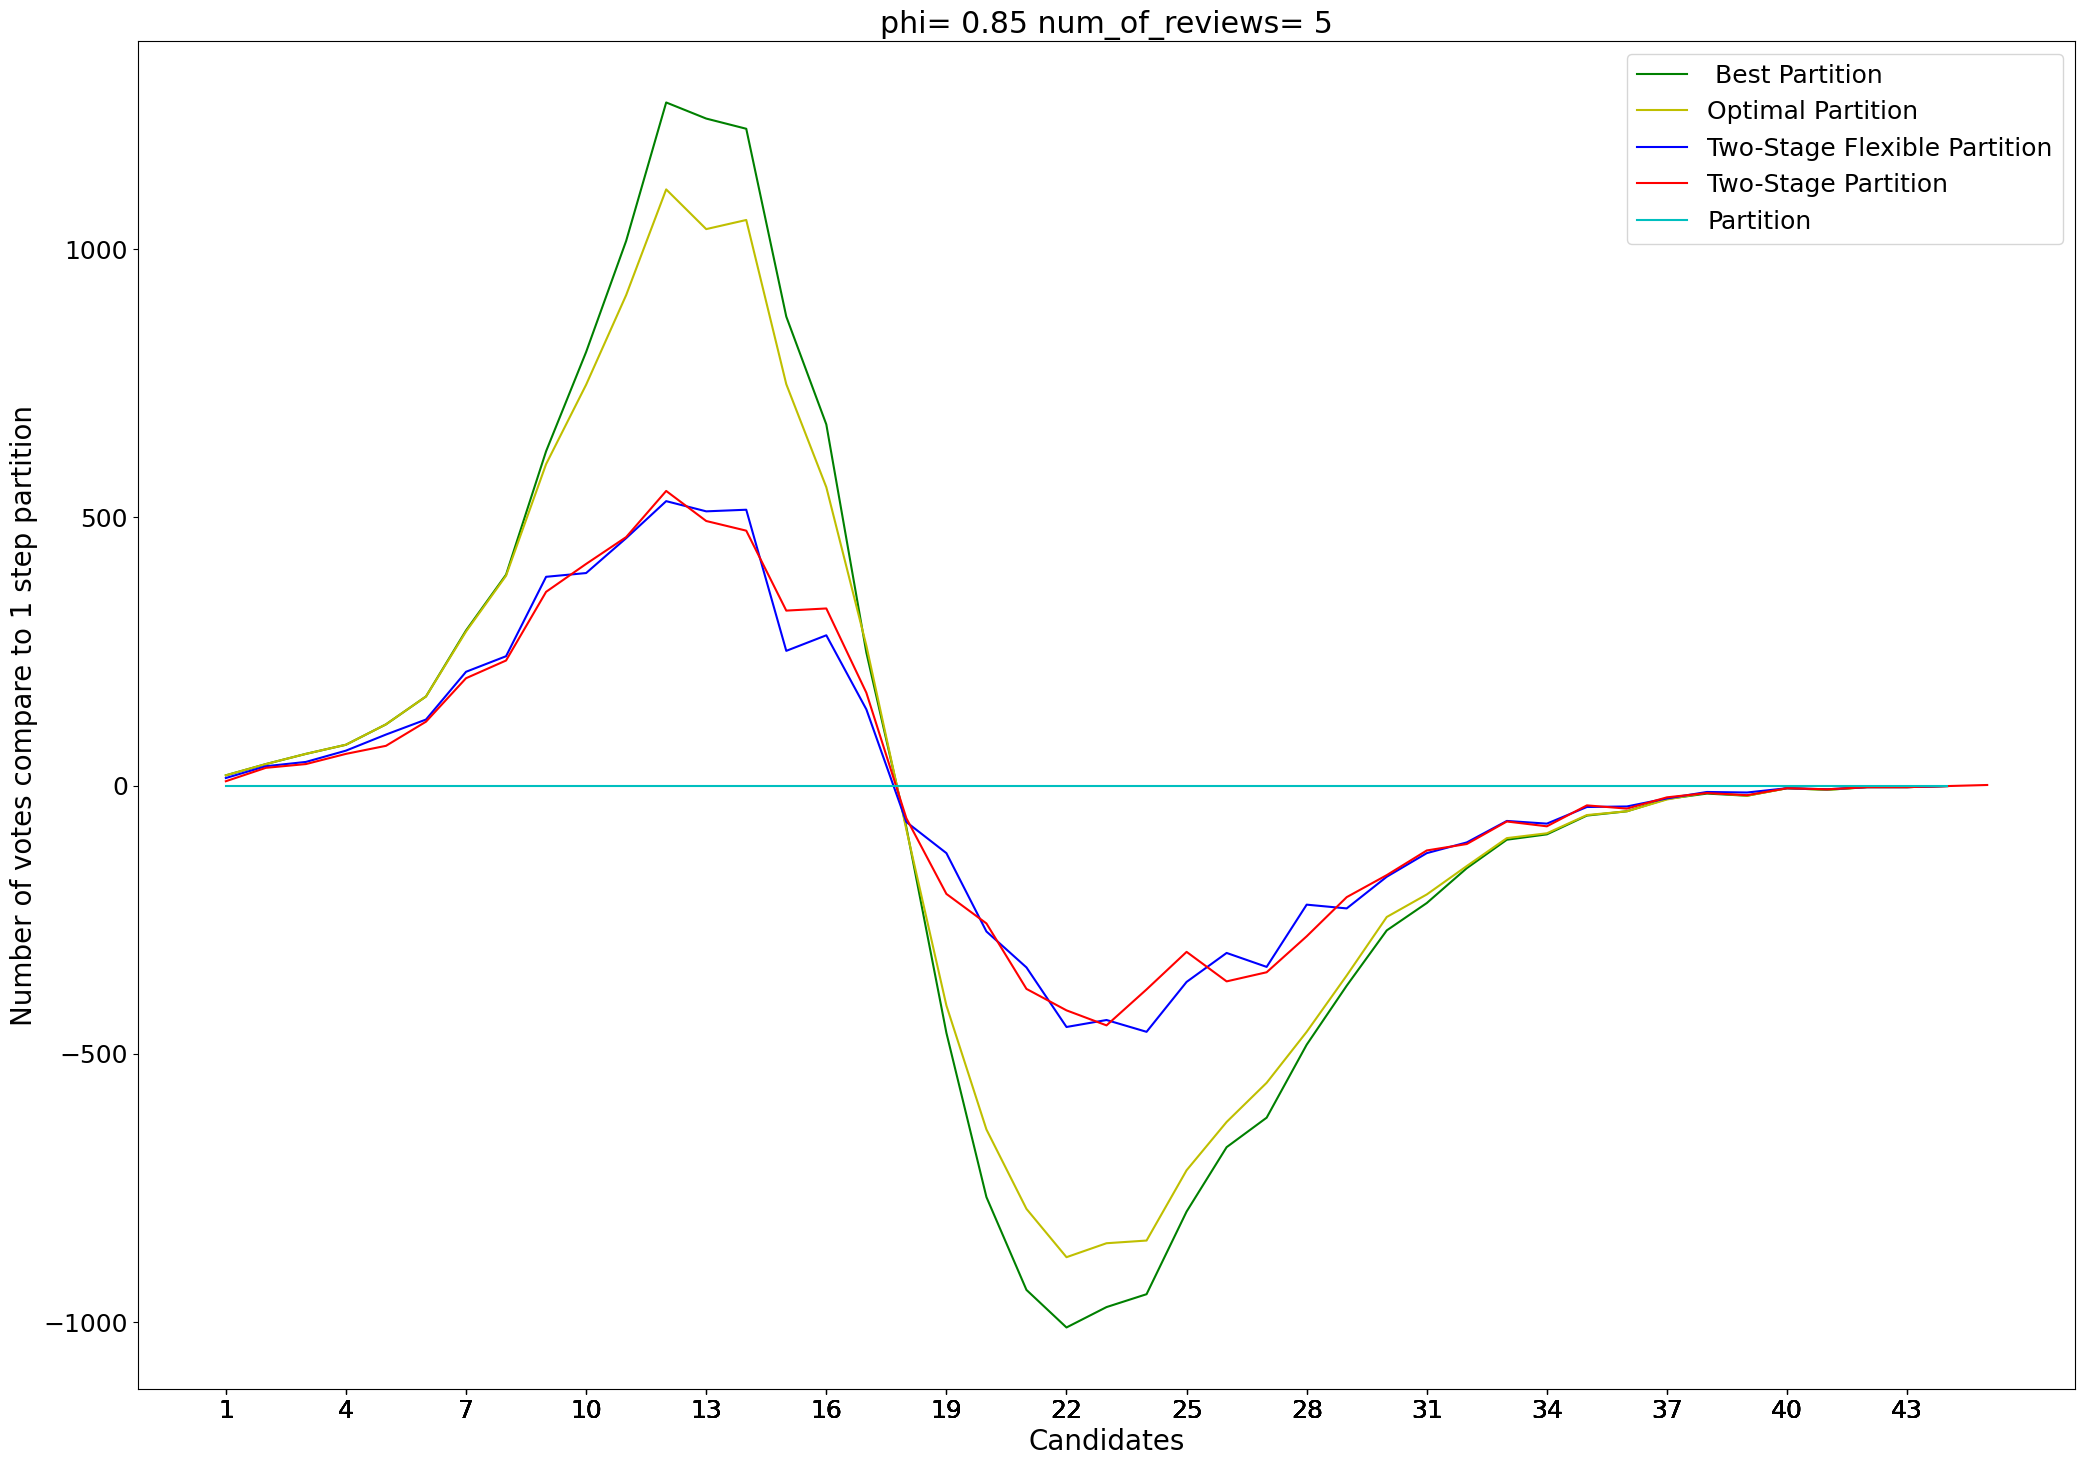 phi= 0.85 num_of_reviews= 5
Best Partition
Optimal Partition
Two-Stage Flexible Partition
Two-Stage Partition
Partition
Number of votes compare to 1 step partition
1000
500
0
−500
−1000
1 4 7 10 13 16 19 22 25 28 31 34 37 40 43
Candidates